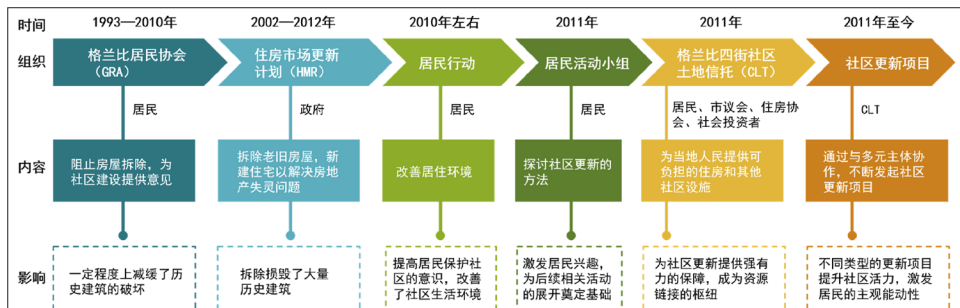 时间
1993—2010年
2002—2012年
2010年左右
2011年
2011年
2011年至今
组织
格兰比居民协会
（GRA）
住房市场更新
计划（HMR）
居民行动
居民活动小组
格兰比四街社区
土地信托（CLT）
社区更新项目
居民
政府
居民
居民
居民、市议会、住房协
会、社会投资者
CLT
内容
阻止房屋拆除，为
社区建设提供意见
拆除老旧房屋，新
建住宅以解决房地
产失灵问题
改善居住环境
探讨社区更新的
方法
为当地人民提供可
负担的住房和其他
社区设施
通过与多元主体协
作，不断发起社区
更新项目
影响
一定程度上减缓了历
史建筑的破坏
拆除损毁了大量
历史建筑
提高居民保护社
区的意识，改善
了社区生活环境
激发居民兴趣，
为后续相关活动
的展开奠定基础
为社区更新提供强有
力的保障，成为资源
链接的枢纽
不同类型的更新项目
提升社区活力，激发
居民的主观能动性